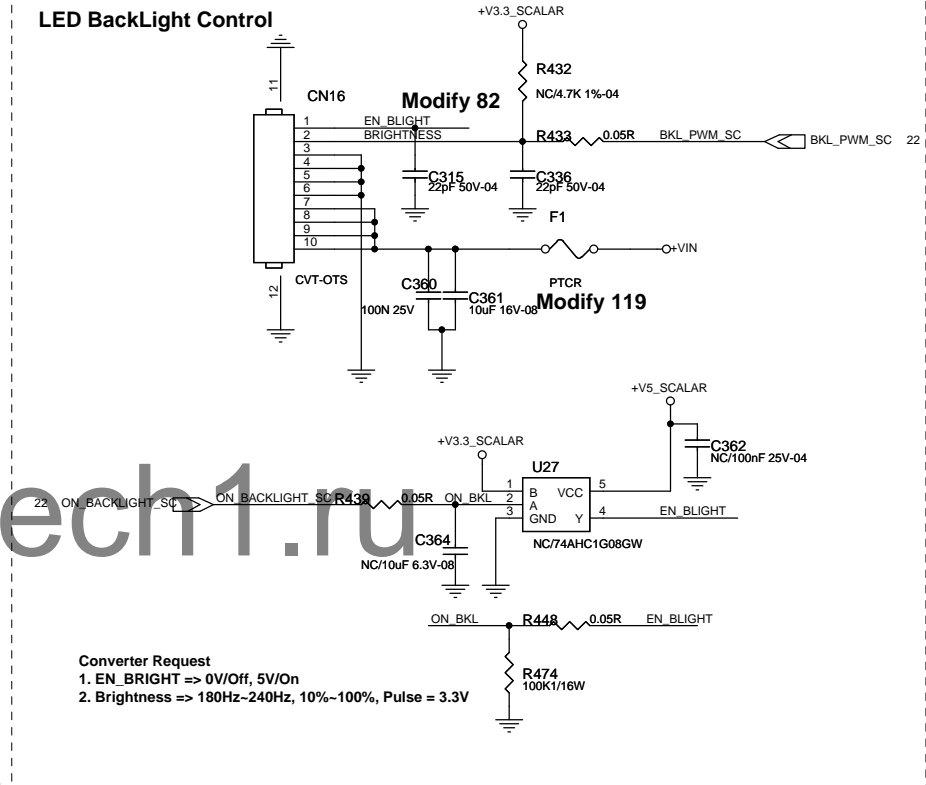 LED BackLight Control
+V3.3_SCALAR
R432
NC/4.7K 1%-04
11
CN16
Modify 82
1
EN_BLIGHT
2
BRIGHTNESS
R433
0.05R
BKL_PWM_SC
BKL_PWM_SC 22
3
4
5
6
7
8
9
10
C315
22pF 50V-04
C336
22pF 50V-04
F1
+VIN
PTCR
Modify 119
12
CVT-OTS
C360
100N 25V
C361
10uF 16V-08
+V5_SCALAR
C362
NC/100nF 25V-04
+V3.3_SCALAR
U27
1
B
VCC
5
22 ON_BACKLIGHT_SC
ON_BACKLIGHT_SC
R439
0.05R
ON_BKL
2
A
3
GND
Y
4
EN_BLIGHT
NC/74AHC1G08GW
C364
NC/10uF 6.3V-08
ech1.ru
ON_BKL
R448
0.05R
EN_BLIGHT
R474
100K1/16W
Converter Request
1. EN_BRIGHT => 0V/Off, 5V/On
2. Brightness => 180Hz~240Hz, 10%~100%, Pulse = 3.3V